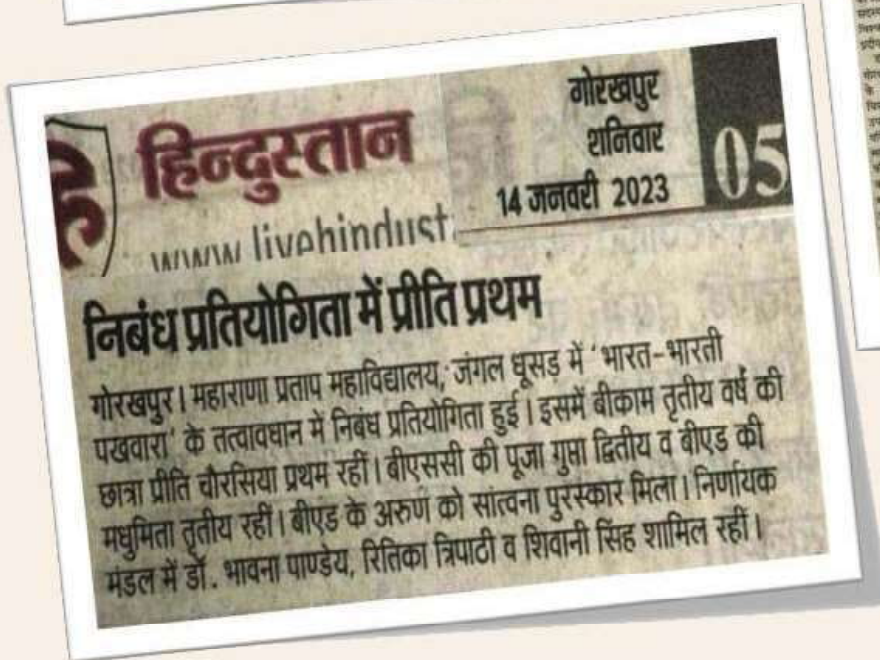 हिन्दुस्तान
www.livehindust
गोरखपुर
शनिवार
14 जनवरी 2023
05
निबंध प्रतियोगिता में प्रीति प्रथम
गोरखपुर। महाराणा प्रताप महाविद्यालय, जंगल धूसड़ में 'भारत-भारती
पखवारा' के तत्वावधान में निबंध प्रतियोगिता हुई। इसमें बीकाम तृतीय वर्ष की
छात्रा प्रीति चौरसिया प्रथम रहीं। बीएससी की पूजा गुप्ता द्वितीय व बीएड की
मधुमिता तृतीय रहीं। बीएड के अरुण को सांत्वना पुरस्कार मिला। निर्णायक
मंडल में डॉ. भावना पाण्डेय, रितिका त्रिपाठी व शिवानी सिंह शामिल रहीं।